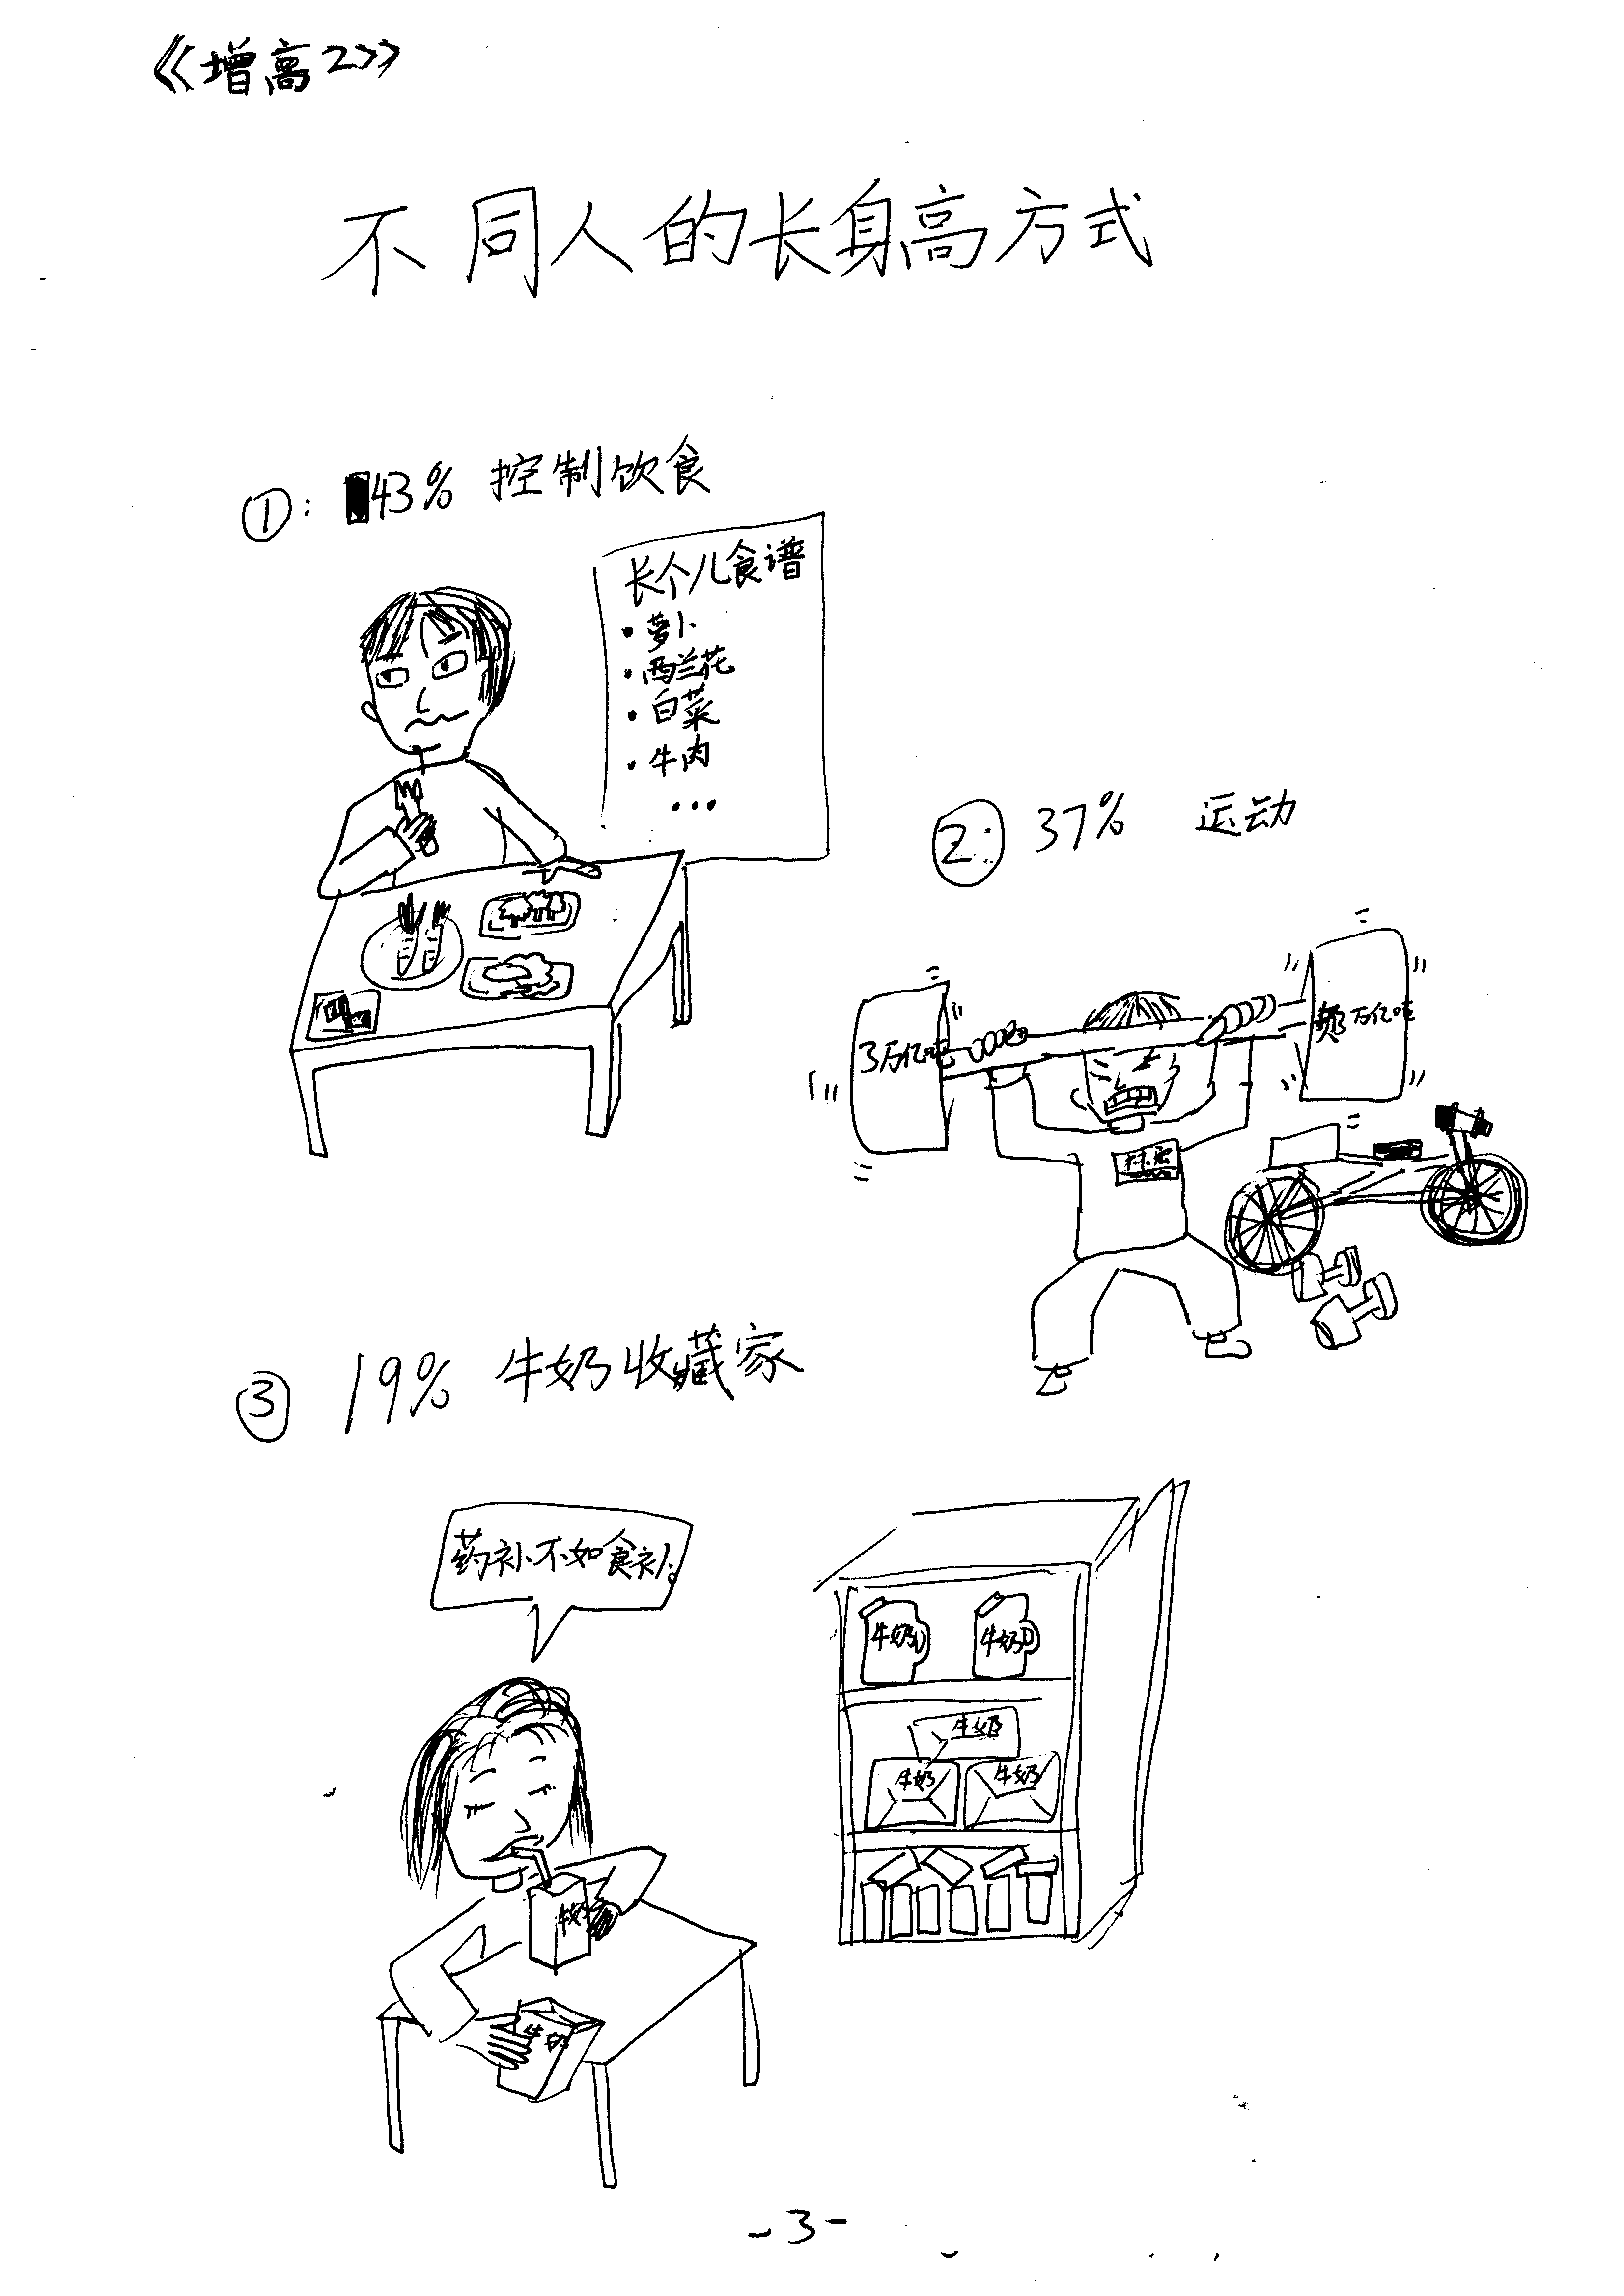 《增高2》
不同人的长身高方式
①: 43% 控制饮食
长个儿食谱
• 萝卜
• 西兰花
• 白菜
• 牛肉
...
②: 37% 运动
3万亿吨
3万亿吨
③ 19% 牛奶收藏家
药补不如食补。
牛奶
牛奶
牛奶
牛奶
牛奶
牛奶
牛奶
-3-